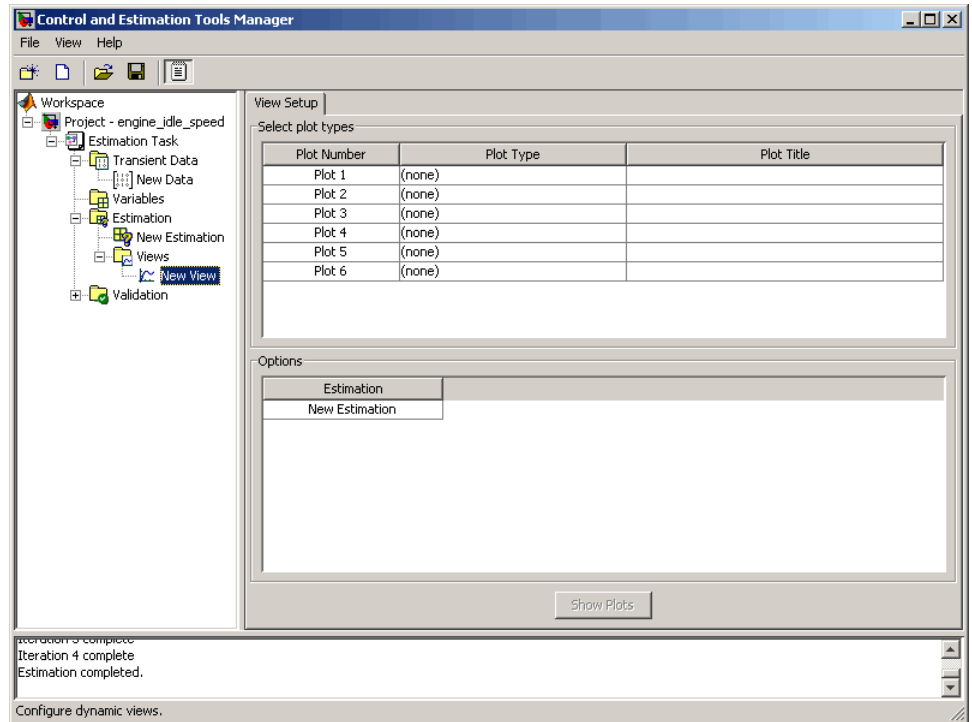 Control and Estimation Tools Manager
File View Help
Workspace
Project - engine_idle_speed
Estimation Task
Transient Data
New Data
Variables
Estimation
New Estimation
Views
New View
Validation
View Setup
Select plot types
Plot Number Plot Type Plot Title
Plot 1 (none)
Plot 2 (none)
Plot 3 (none)
Plot 4 (none)
Plot 5 (none)
Plot 6 (none)
Options
Estimation
New Estimation
Show Plots
Iteration 3 complete
Iteration 4 complete
Estimation completed.
Configure dynamic views.